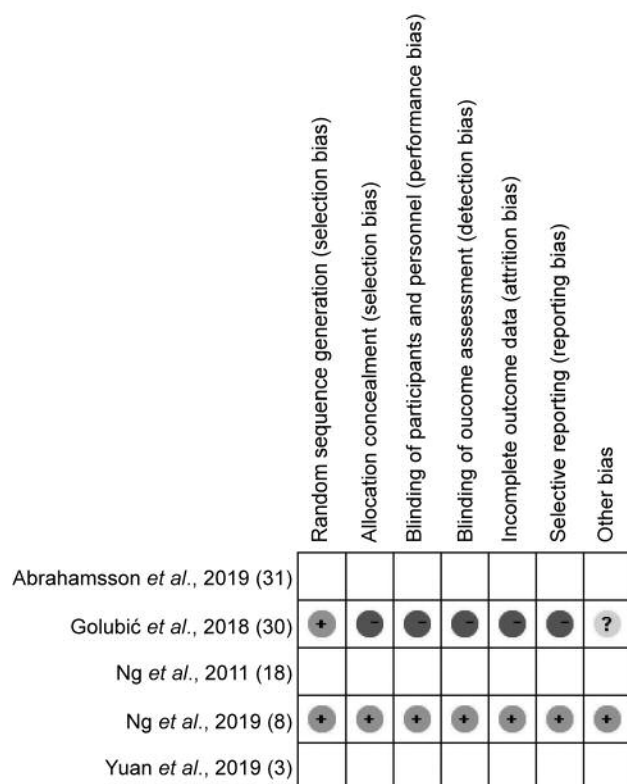 Random sequence generation (selection bias)
Allocation concealment (selection bias)
Blinding of participants and personnel (performance bias)
Blinding of oucome assessment (detection bias)
Incomplete outcome data (attrition bias)
Selective reporting (reporting bias)
Other bias
Abrahamsson et al., 2019 (31)
Golubić et al., 2018 (30) + – – – – – ?
Ng et al., 2011 (18)
Ng et al., 2019 (8) + + + + + + +
Yuan et al., 2019 (3)